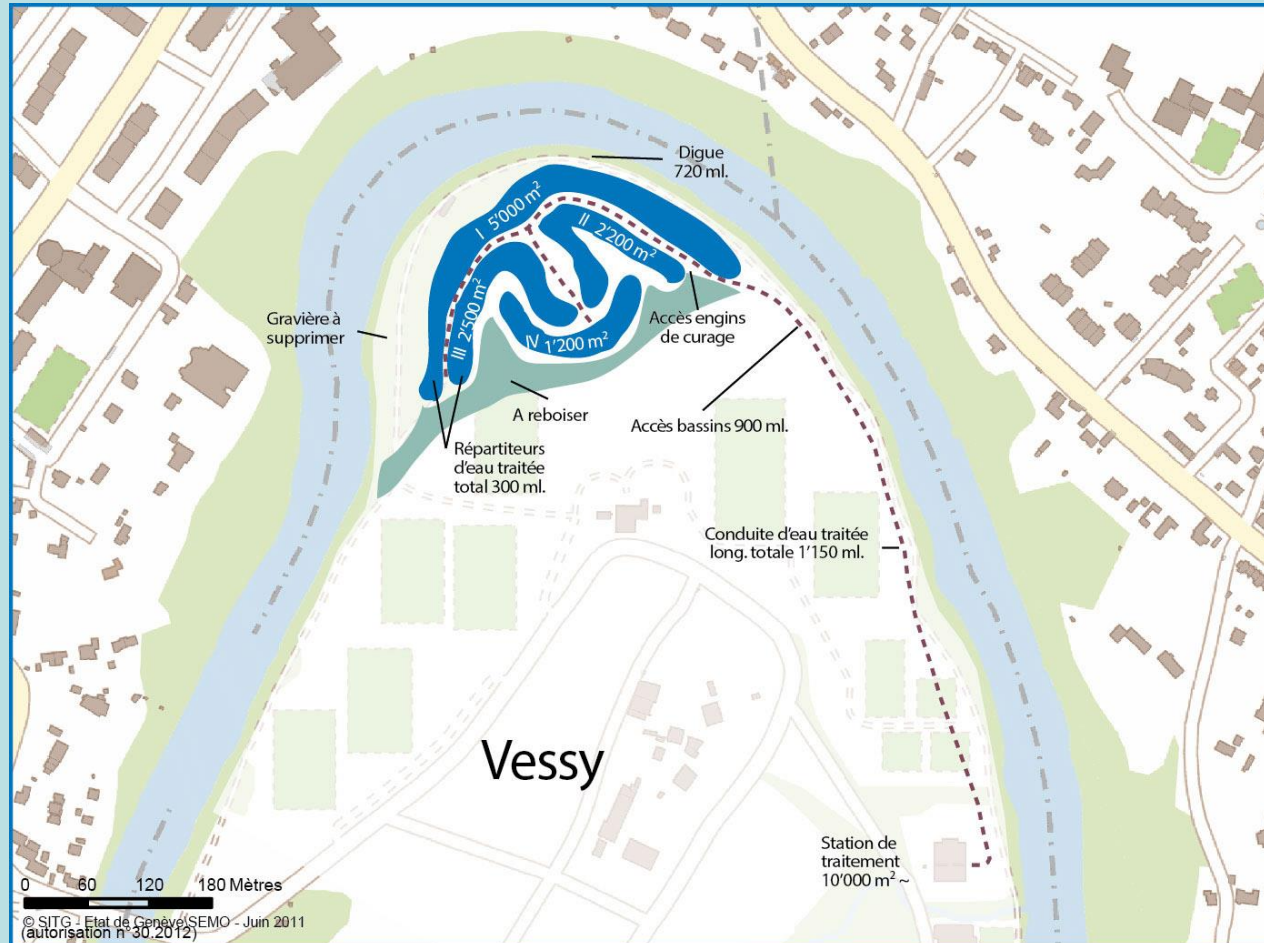 Digue
720 ml.
I 5'000 m²
II 2'200 m²
Gravière à
supprimer
III 2'500 m²
IV 1'200 m²
Accès engins
de curage
A reboiser
Accès bassins 900 ml.
Répartiteurs
d'eau traitée
total 300 ml.
Conduite d'eau traitée
long. totale 1'150 ml.
Vessy
Station de
traitement
10'000 m² ~
0 60 120 180 Mètres
© SITG - Etat de Genève\SEMO - Juin 2011
(autorisation n°30.2012)